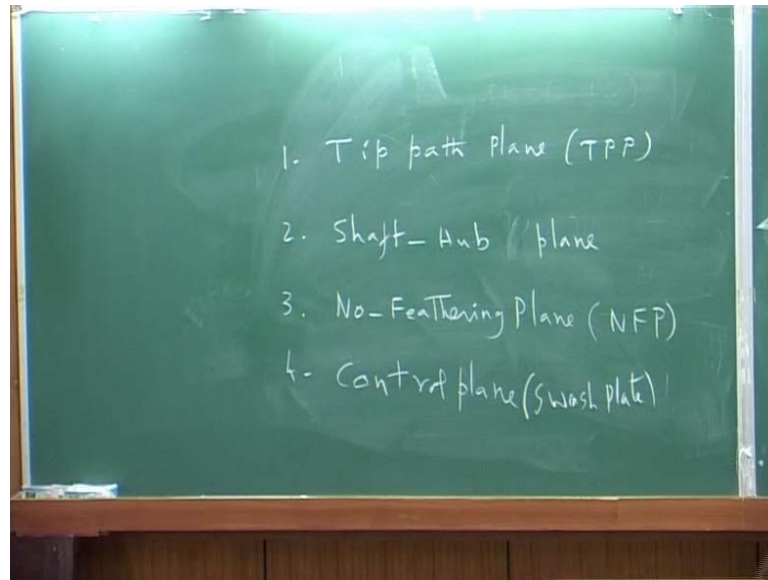 1. Tip path Plane (TPP)
2. Shaft-Hub plane
3. No-Feathering Plane (NFP)
4. Control plane (Swash plate)